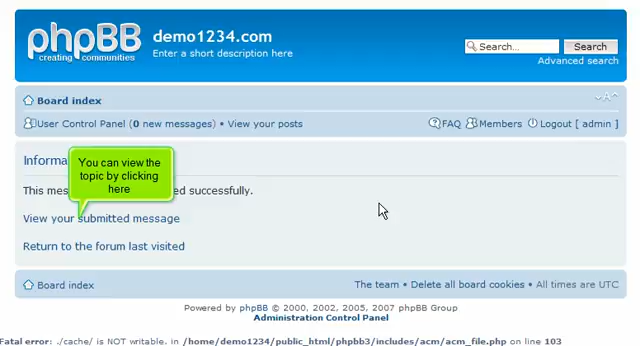 phpBB
creating communities
demo1234.com
Enter a short description here
Search... Search
Advanced search
Board index
User Control Panel (0 new messages) • View your posts
FAQ Members Logout [ admin ]
Informa
You can view the
topic by clicking
here
This mes ed successfully.
View your submitted message
Return to the forum last visited
Board index
The team • Delete all board cookies • All times are UTC
Powered by phpBB © 2000, 2002, 2005, 2007 phpBB Group
Administration Control Panel
Fatal error: ./cache/ is NOT writable. in /home/demo1234/public_html/phpbb3/includes/acm/acm_file.php on line 103